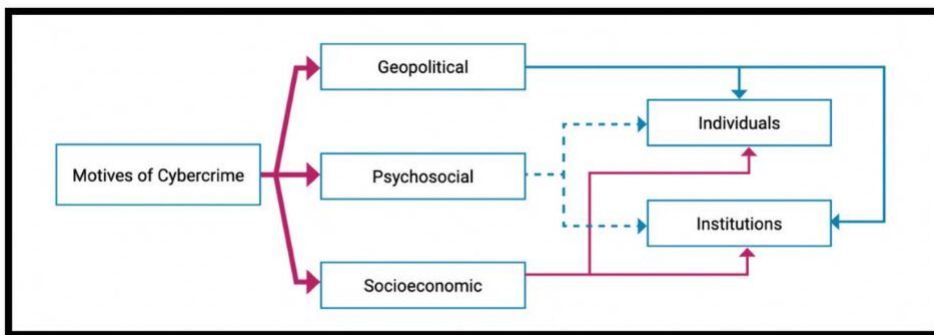 Geopolitical
Individuals
Motives of Cybercrime
Psychosocial
Institutions
Socioeconomic